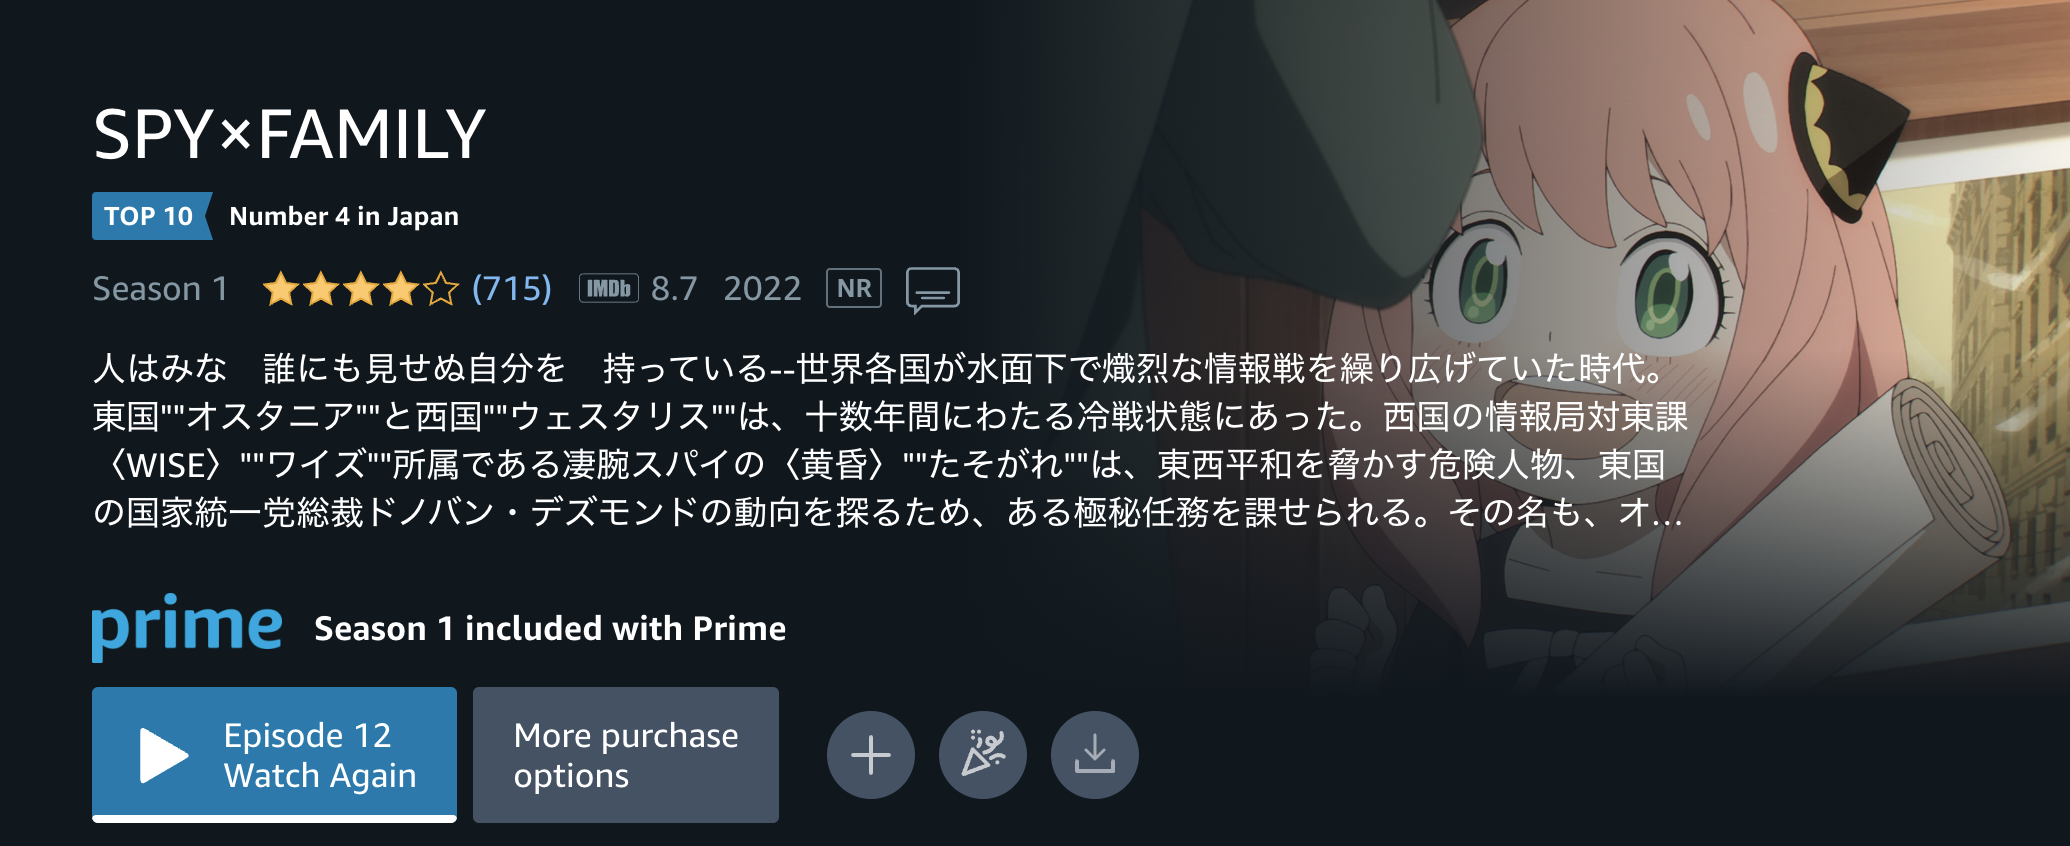 SPY×FAMILY
TOP 10 Number 4 in Japan
Season 1 (715) IMDb 8.7 2022 NR
人はみな　誰にも見せぬ自分を　持っている--世界各国が水面下で熾烈な情報戦を繰り広げていた時代。
東国""オスタニア""と西国""ウェスタリス""は、十数年間にわたる冷戦状態にあった。西国の情報局対東課
〈WISE〉""ワイズ""所属である凄腕スパイの〈黄昏〉""たそがれ""は、東西平和を脅かす危険人物、東国
の国家統一党総裁ドノバン・デズモンドの動向を探るため、ある極秘任務を課せられる。その名も、オ...
prime Season 1 included with Prime
Episode 12
Watch Again
More purchase
options